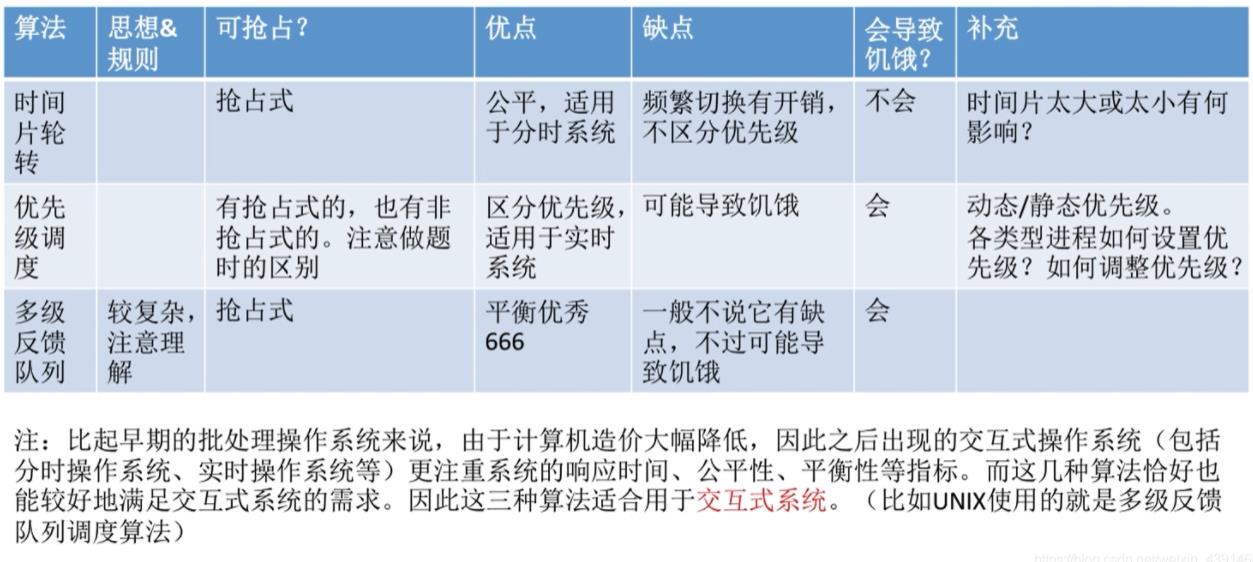 算法
思想&
规则
可抢占？
优点
缺点
会导致
饥饿？
补充
时间
片轮
转
抢占式
公平，适用
于分时系统
频繁切换有开销，
不区分优先级
不会
时间片太大或太小有何
影响？
优先
级调
度
有抢占式的，也有非
抢占式的。注意做题
时的区别
区分优先级，
适用于实时
系统
可能导致饥饿
会
动态/静态优先级。
各类型进程如何设置优
先级？如何调整优先级？
多级
反馈
队列
较复杂，
注意理
解
抢占式
平衡优秀
666
一般不说它有缺
点，不过可能导
致饥饿
会
注：比起早期的批处理操作系统来说，由于计算机造价大幅降低，因此之后出现的交互式操作系统（包括
分时操作系统、实时操作系统等）更注重系统的响应时间、公平性、平衡性等指标。而这几种算法恰好也
能较好地满足交互式系统的需求。因此这三种算法适合用于交互式系统。（比如UNIX使用的就是多级反馈
队列调度算法）
https://blog.csdn.net/weixin_439146